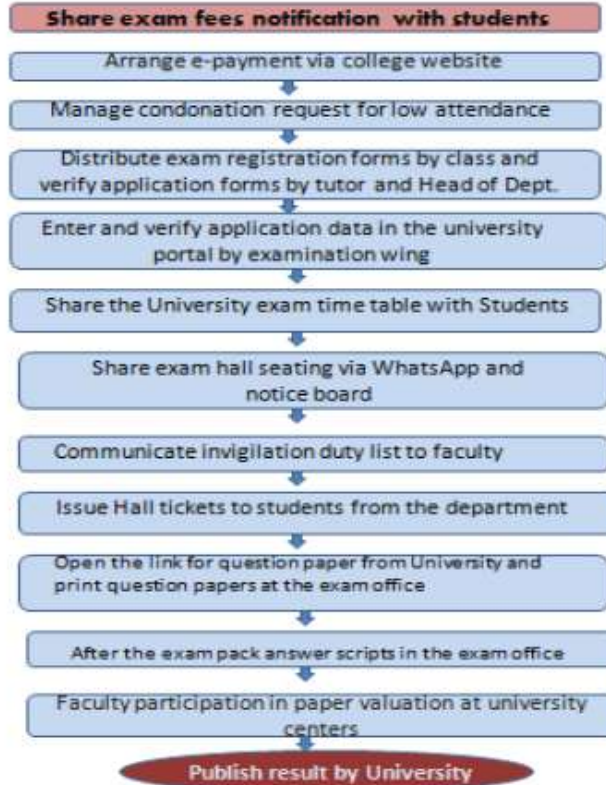 Share exam fees notification with students
Arrange e-payment via college website
Manage condonation request for low attendance
Distribute exam registration forms by class and
verify application forms by tutor and Head of Dept.
Enter and verify application data in the university
portal by examination wing
Share the University exam time table with Students
Share exam hall seating via WhatsApp and
notice board
Communicate invigilation duty list to faculty
Issue Hall tickets to students from the department
Open the link for question paper from University and
print question papers at the exam office
After the exam pack answer scripts in the exam office
Faculty participation in paper valuation at university
centers
Publish result by University